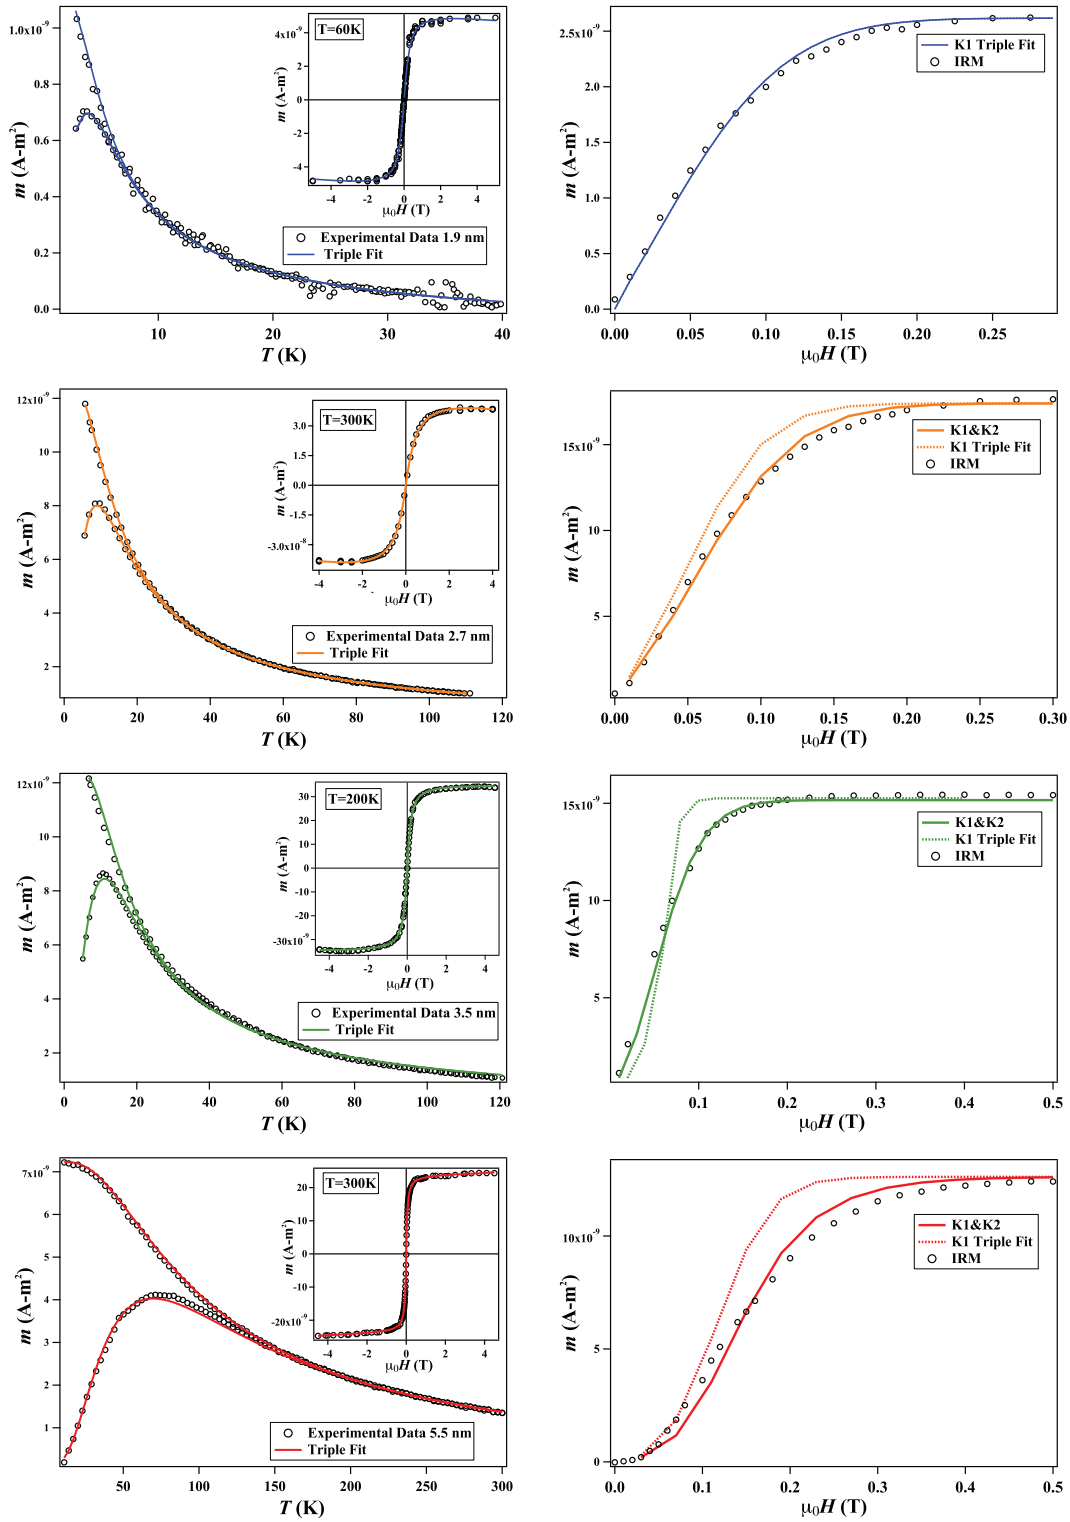 1.0x10⁻⁹
0.8
0.6
0.4
0.2
0.0
m (A-m²)
10
20
30
40
T (K)
T=60K
4x10⁻⁹
2
0
-2
-4
m (A-m²)
-4
-2
0
2
4
μ₀H (T)
Experimental Data 1.9 nm
Triple Fit
2.5x10⁻⁹
2.0
1.5
1.0
0.5
0.0
m (A-m²)
0.00
0.05
0.10
0.15
0.20
0.25
μ₀H (T)
K1 Triple Fit
IRM
12x10⁻⁹
10
8
6
4
2
m (A-m²)
0
20
40
60
80
100
120
T (K)
T=300K
3.0
1.5
0.0
-1.5
-3.0x10⁻⁸
m (A-m²)
-4
-2
0
2
4
μ₀H (T)
Experimental Data 2.7 nm
Triple Fit
15x10⁻⁹
10
5
m (A-m²)
0.00
0.05
0.10
0.15
0.20
0.25
0.30
μ₀H (T)
K1&K2
K1 Triple Fit
IRM
12x10⁻⁹
10
8
6
4
2
m (A-m²)
0
20
40
60
80
100
120
T (K)
T=200K
30
20
10
0
-10
-20
-30x10⁻⁹
m (A-m²)
-4
-2
0
2
4
μ₀H (T)
Experimental Data 3.5 nm
Triple Fit
15x10⁻⁹
10
5
m (A-m²)
0.1
0.2
0.3
0.4
0.5
μ₀H (T)
K1&K2
K1 Triple Fit
IRM
7x10⁻⁹
6
5
4
3
2
1
m (A-m²)
50
100
150
200
250
300
T (K)
T=300K
20
10
0
-10
-20x10⁻⁹
m (A-m²)
-4
-2
0
2
4
μ₀H (T)
Experimental Data 5.5 nm
Triple Fit
10x10⁻⁹
5
0
m (A-m²)
0.0
0.1
0.2
0.3
0.4
0.5
μ₀H (T)
K1&K2
K1 Triple Fit
IRM